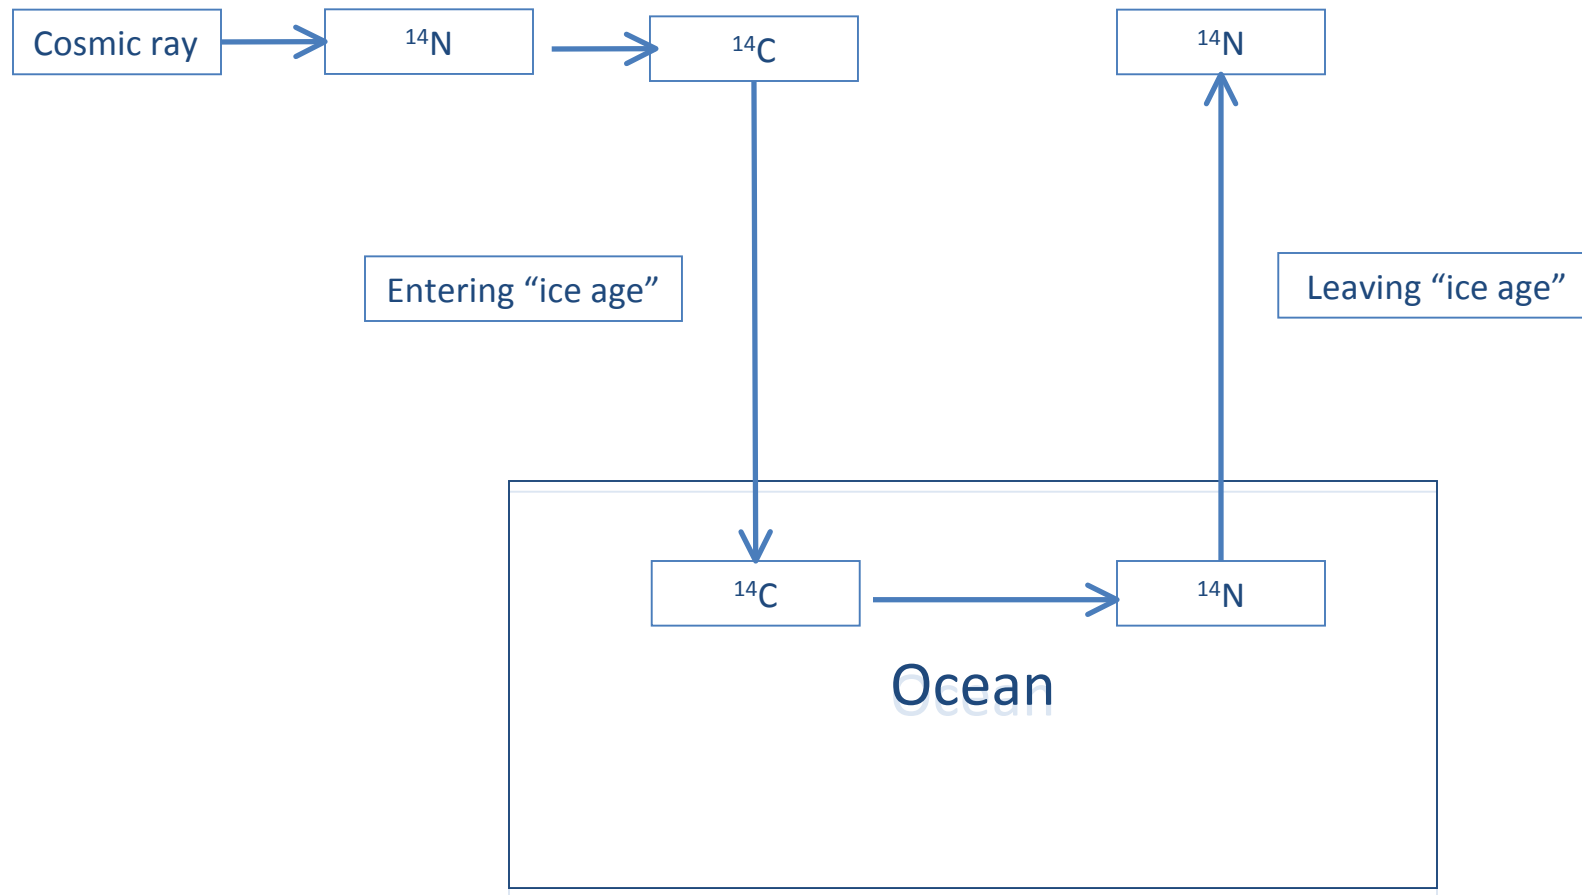 Cosmic ray
¹⁴N
¹⁴C
¹⁴N
Entering “ice age”
Leaving “ice age”
¹⁴C
¹⁴N
Ocean